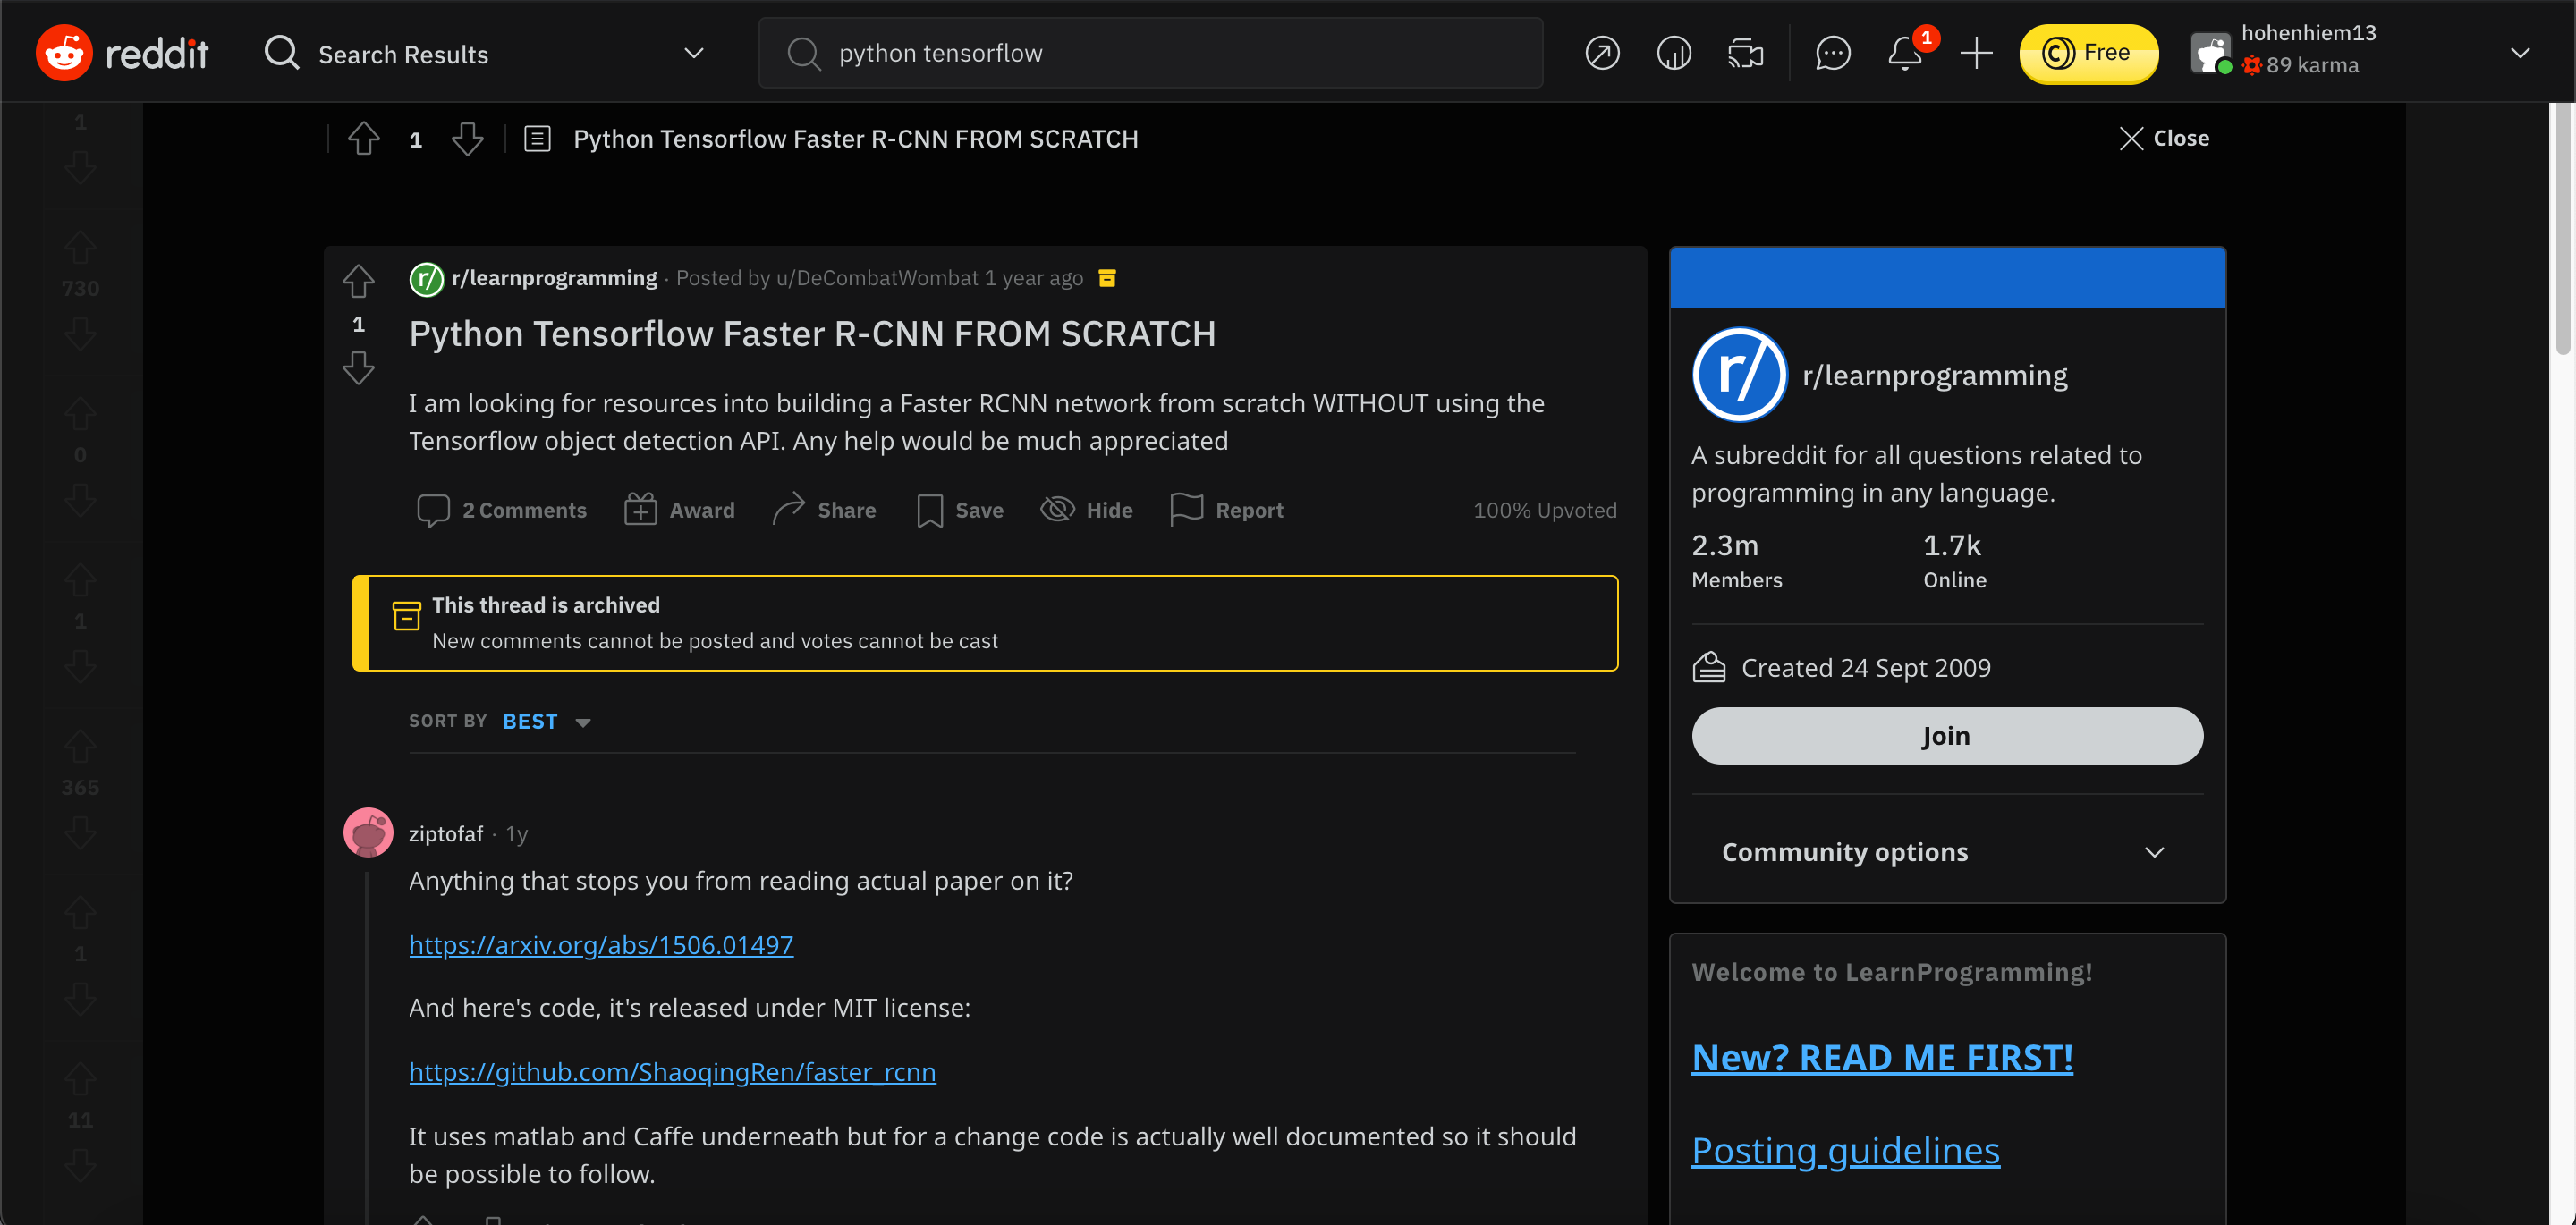 reddit
Search Results
python tensorflow
1
Free
hohenhiem13
89 karma
1
Python Tensorflow Faster R-CNN FROM SCRATCH
Close
1
730
0
1
365
1
11
r/
r/learnprogramming · Posted by u/DeCombatWombat 1 year ago
1
Python Tensorflow Faster R-CNN FROM SCRATCH
I am looking for resources into building a Faster RCNN network from scratch WITHOUT using the
Tensorflow object detection API. Any help would be much appreciated
2 Comments
Award
Share
Save
Hide
Report
100% Upvoted
This thread is archived
New comments cannot be posted and votes cannot be cast
SORT BY BEST
ziptofaf · 1y
Anything that stops you from reading actual paper on it?
https://arxiv.org/abs/1506.01497
And here's code, it's released under MIT license:
https://github.com/ShaoqingRen/faster_rcnn
It uses matlab and Caffe underneath but for a change code is actually well documented so it should
be possible to follow.
r/
r/learnprogramming
A subreddit for all questions related to
programming in any language.
2.3m
Members
1.7k
Online
Created 24 Sept 2009
Join
Community options
Welcome to LearnProgramming!
New? READ ME FIRST!
Posting guidelines